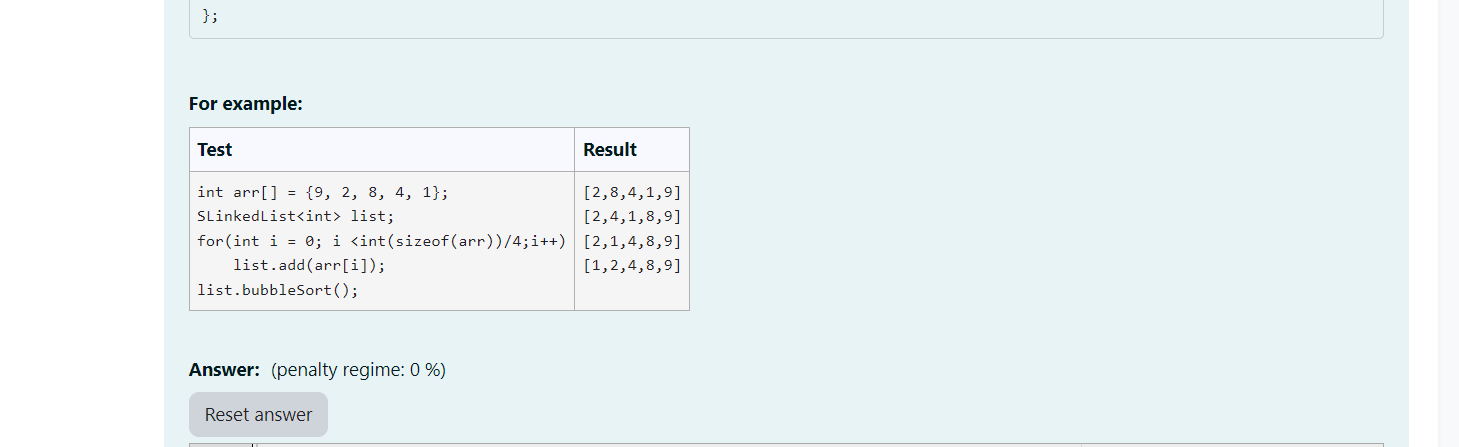 };
For example:
Test Result
int arr[] = {9, 2, 8, 4, 1}; [2,8,4,1,9]
SLinkedList<int> list; [2,4,1,8,9]
for(int i = 0; i <int(sizeof(arr))/4;i++) [2,1,4,8,9]
    list.add(arr[i]); [1,2,4,8,9]
list.bubbleSort();
Answer: (penalty regime: 0 %)
Reset answer